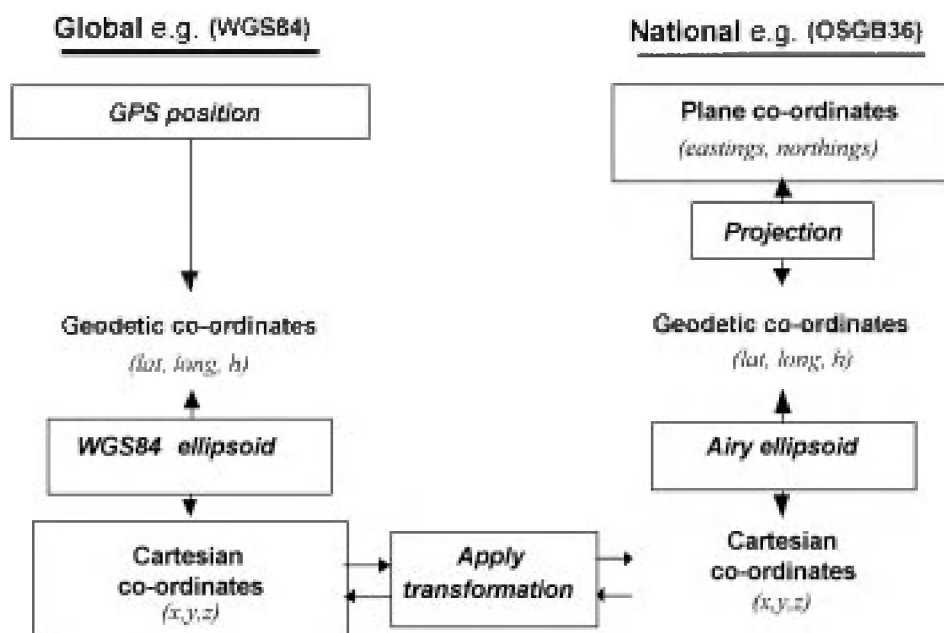 Global e.g. (WGS84)
GPS position
Geodetic co-ordinates
(lat, long, h)
WGS84 ellipsoid
Cartesian
co-ordinates
(x,y,z)
Apply
transformation
National e.g. (OSGB36)
Plane co-ordinates
(eastings, northings)
Projection
Geodetic co-ordinates
(lat, long, h)
Airy ellipsoid
Cartesian
co-ordinates
(x,y,z)